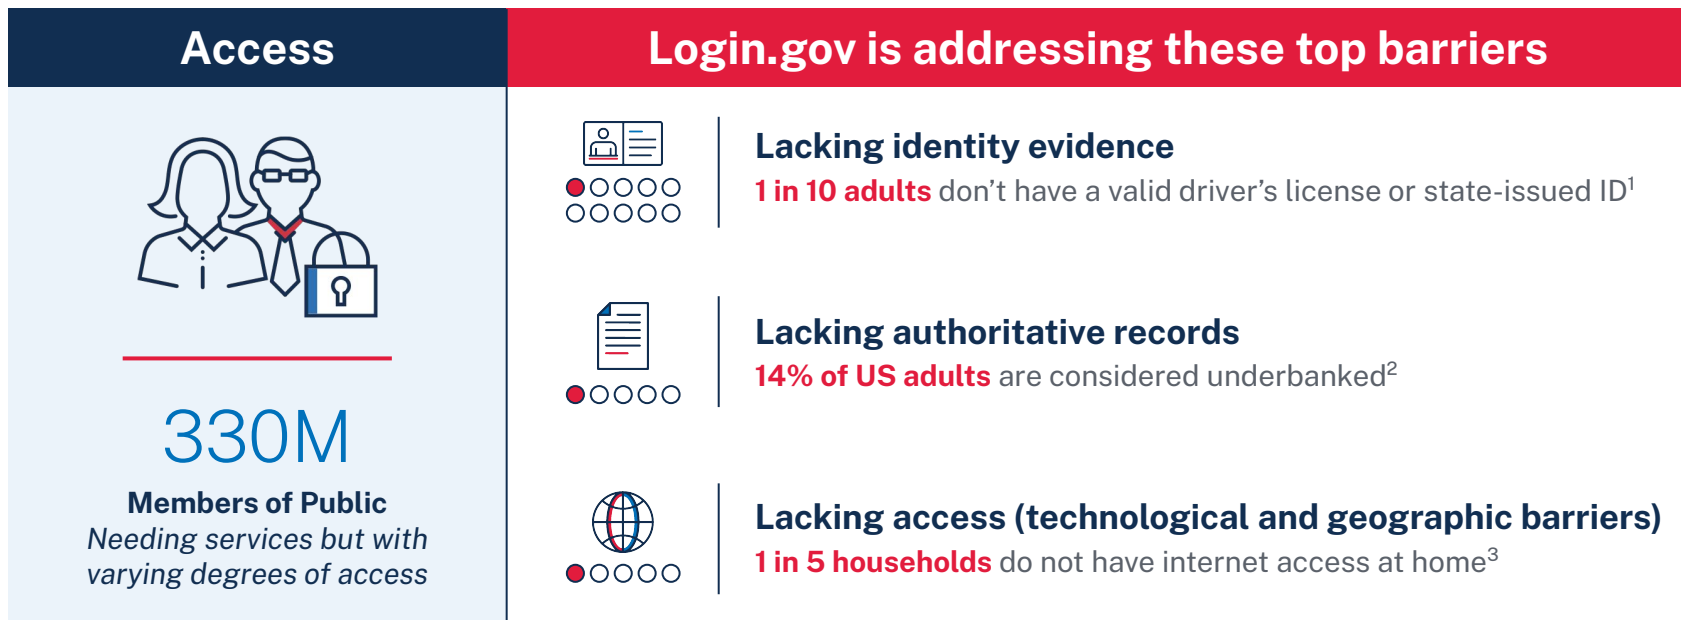 Access
Login.gov is addressing these top barriers
330M
Members of Public
Needing services but with
varying degrees of access
Lacking identity evidence
1 in 10 adults don’t have a valid driver’s license or state-issued ID¹
Lacking authoritative records
14% of US adults are considered underbanked²
Lacking access (technological and geographic barriers)
1 in 5 households do not have internet access at home³